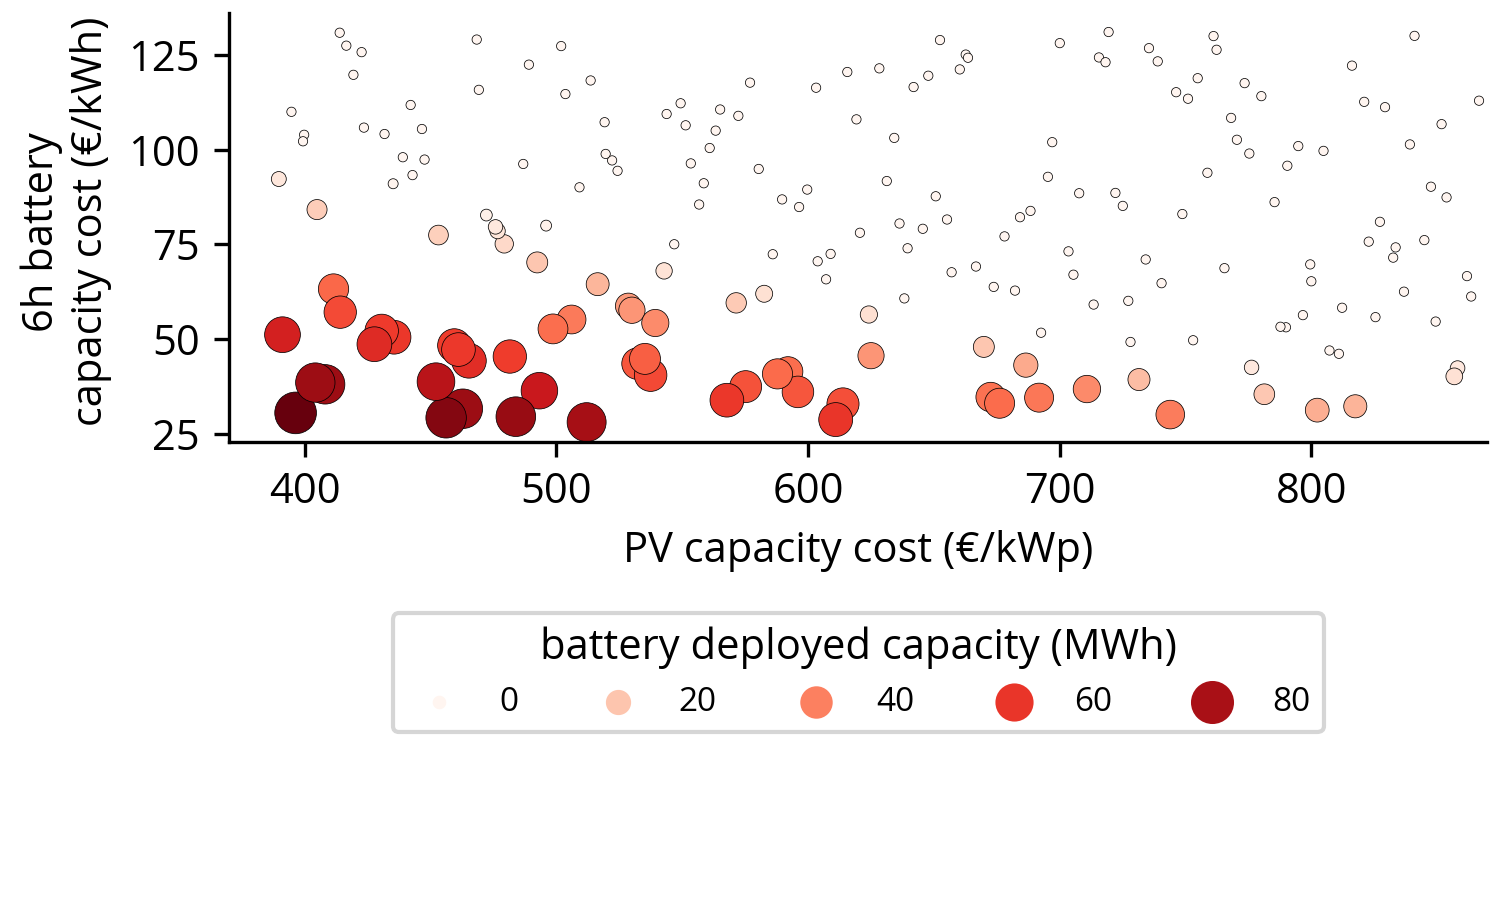 6h battery
capacity cost (€/kWh)
125
100
75
50
25
400 500 600 700 800
PV capacity cost (€/kWp)
battery deployed capacity (MWh)
0 20 40 60 80